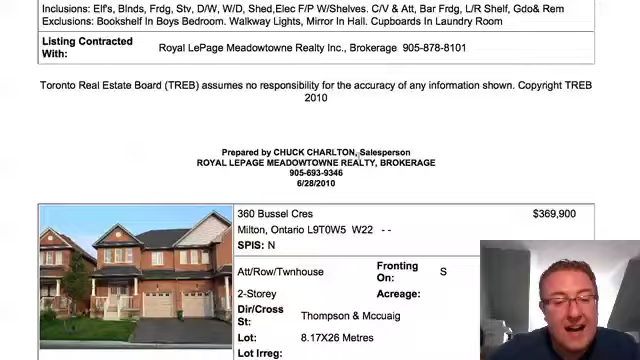 Inclusions: Elf's, Blnds, Frdg, Stv, D/W, W/D, Shed,Elec F/P W/Shelves. C/V & Att, Bar Frdg, L/R Shelf, Gdo& Rem
Exclusions: Bookshelf In Boys Bedroom. Walkway Lights, Mirror In Hall. Cupboards In Laundry Room
Listing Contracted With: Royal LePage Meadowtowne Realty Inc., Brokerage 905-878-8101
Toronto Real Estate Board (TREB) assumes no responsibility for the accuracy of any information shown. Copyright TREB
2010
Prepared by CHUCK CHARLTON, Salesperson
ROYAL LEPAGE MEADOWTOWNE REALTY, BROKERAGE
905-693-9346
6/28/2010
360 Bussel Cres $369,900
Milton, Ontario L9T0W5 W22 - -
SPIS: N
Att/Row/Twnhouse Fronting On: S
2-Storey Acreage:
Dir/Cross St: Thompson & Mccuaig
Lot: 8.17X26 Metres
Lot Irreg: